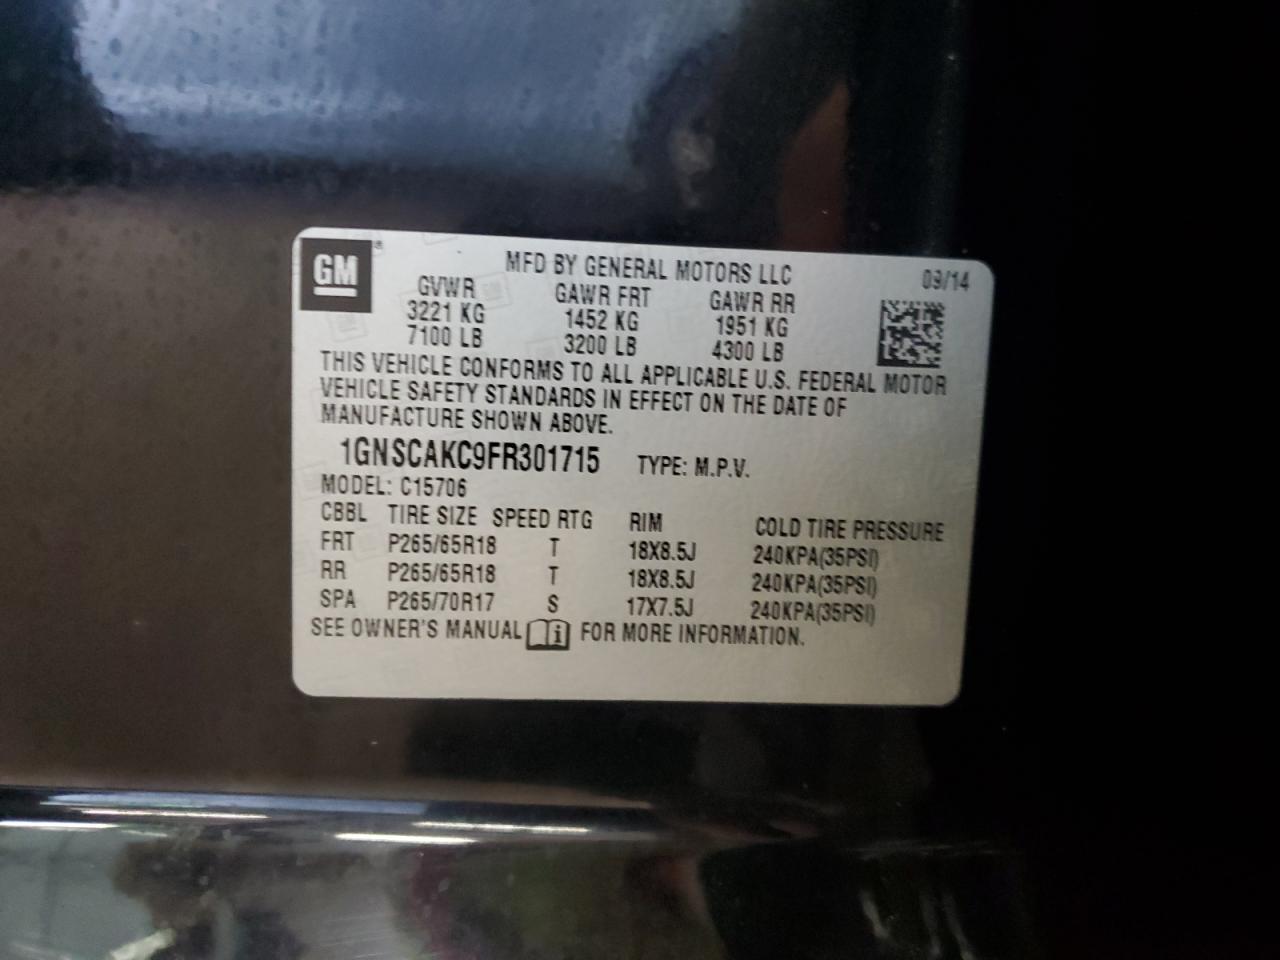 GM
MFD BY GENERAL MOTORS LLC 09/14
GVWR GAWR FRT GAWR RR
3221 KG 1452 KG 1951 KG
7100 LB 3200 LB 4300 LB
THIS VEHICLE CONFORMS TO ALL APPLICABLE U.S. FEDERAL MOTOR
VEHICLE SAFETY STANDARDS IN EFFECT ON THE DATE OF
MANUFACTURE SHOWN ABOVE.
1GNSCAKC9FR301715 TYPE: M.P.V.
MODEL: C15706
CBBL TIRE SIZE SPEED RTG RIM COLD TIRE PRESSURE
FRT P265/65R18 T 18X8.5J 240KPA(35PSI)
RR P265/65R18 T 18X8.5J 240KPA(35PSI)
SPA P265/70R17 S 17X7.5J 240KPA(35PSI)
SEE OWNER'S MANUAL FOR MORE INFORMATION.